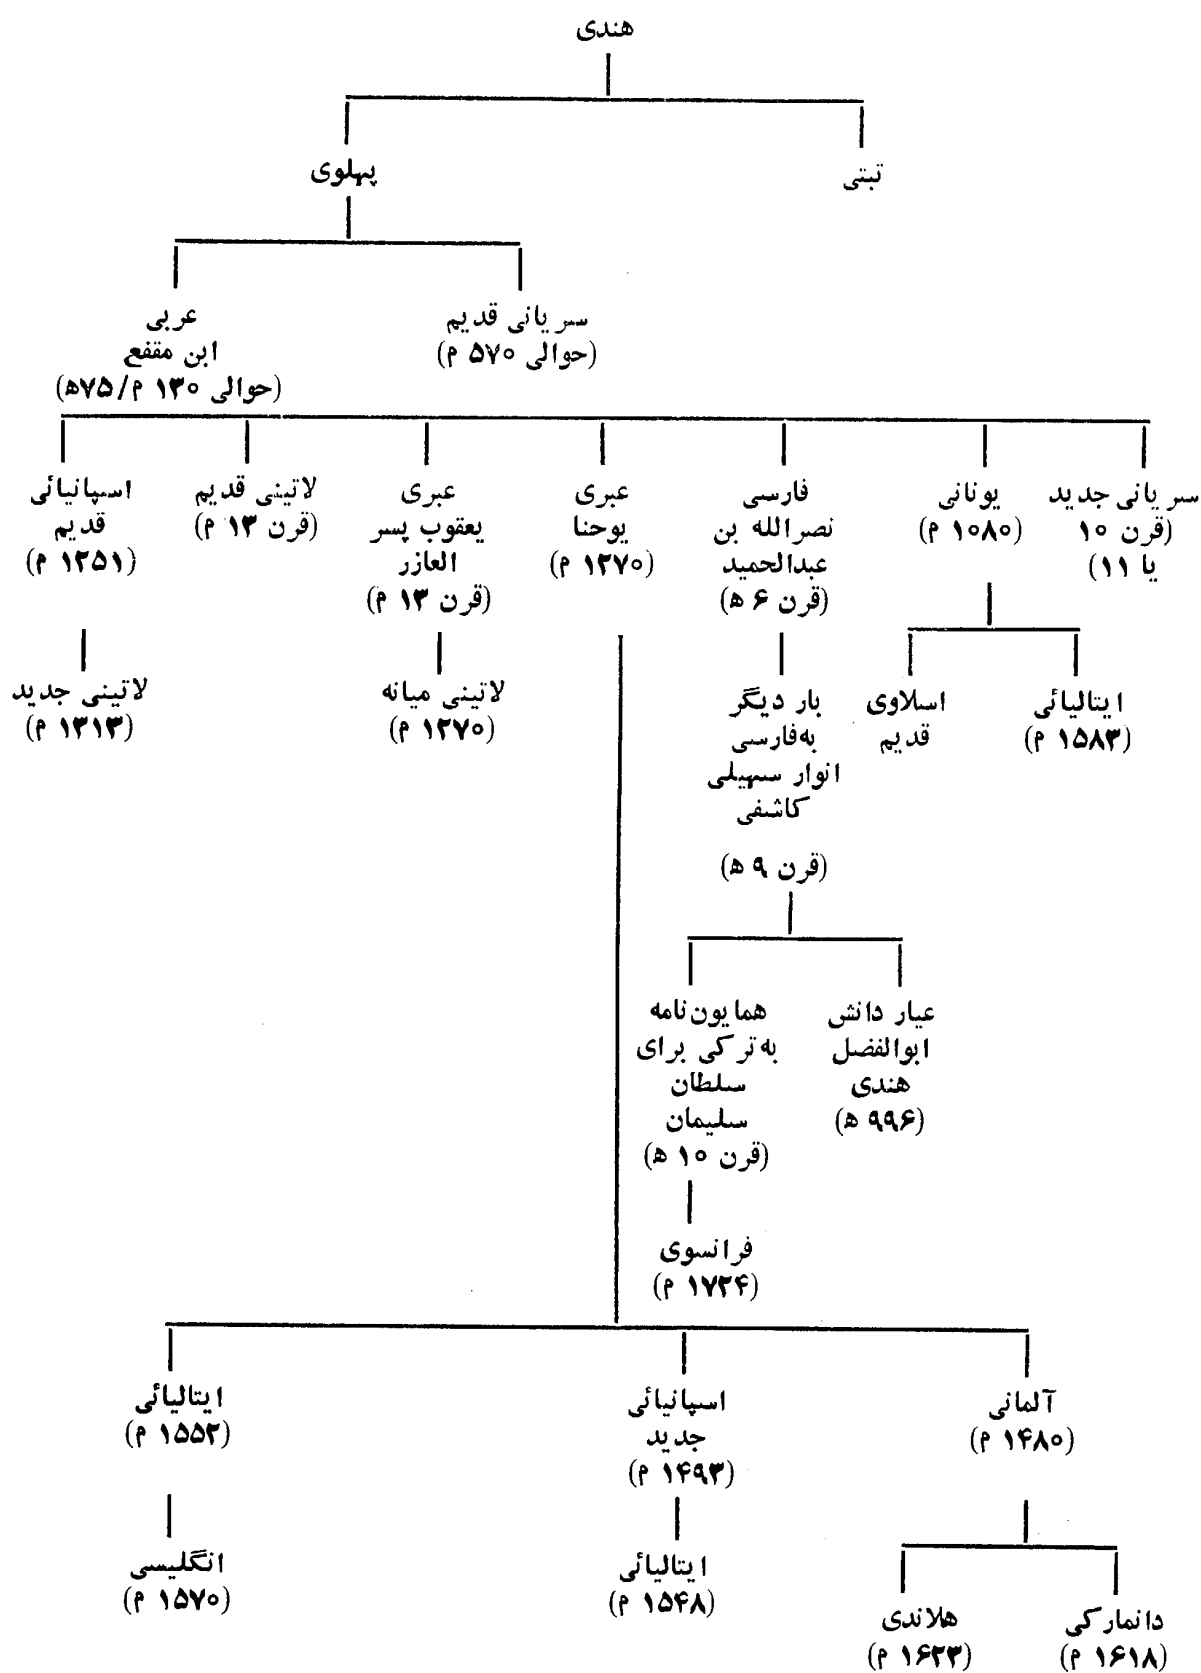 هندی
تبتی
پهلوی
سریانی قدیم
(حوالی ۵۷۰ م)
عربی
ابن مقفع
(حوالی ۱۳۰ م/۷۵ه)
سریانی جدید
(قرن ۱۰
یا ۱۱)
یونانی
(۱۰۸۰ م)
فارسی
نصرالله بن
عبدالحمید
(قرن ۶ ه)
عبری
یوحنا
(۱۲۷۰ م)
عبری
یعقوب پسر
العازر
(قرن ۱۳ م)
لاتینی قدیم
(قرن ۱۳ م)
اسپانیائی
قدیم
(۱۲۵۱ م)
ایتالیائی
(۱۵۸۳ م)
اسلاوی
قدیم
بار دیگر
به‌فارسی
انوار سهیلی
کاشفی
(قرن ۹ ه)
لاتینی میانه
(۱۲۷۰ م)
لاتینی جدید
(۱۳۱۳ م)
عیار دانش
ابوالفضل
هندی
(۹۹۶ ه)
همایون‌نامه
به‌ترکی برای
سلطان
سلیمان
(قرن ۱۰ ه)
فرانسوی
(۱۷۲۴ م)
آلمانی
(۱۴۸۰ م)
اسپانیائی
جدید
(۱۴۹۳ م)
ایتالیائی
(۱۵۵۲ م)
دانمارکی
(۱۶۱۸ م)
هلاندی
(۱۶۲۳ م)
ایتالیائی
(۱۵۴۸ م)
انگلیسی
(۱۵۷۰ م)